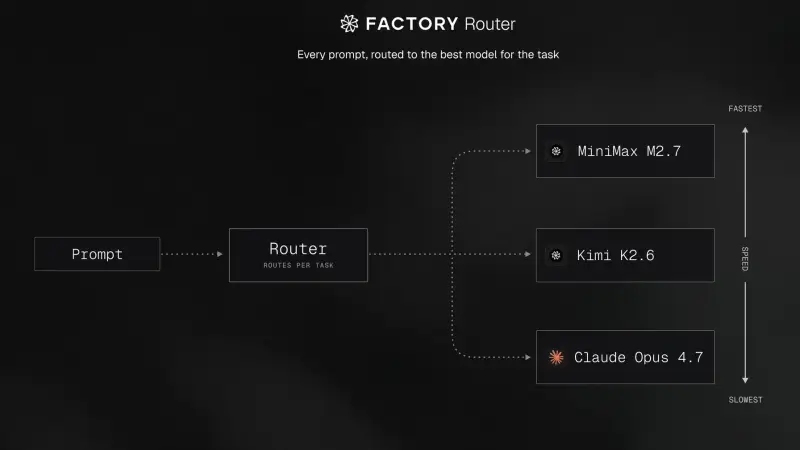 FACTORY Router
Every prompt, routed to the best model for the task
FASTEST
MiniMax M2.7
Prompt
Router
ROUTES PER TASK
Kimi K2.6
SPEED
Claude Opus 4.7
SLOWEST